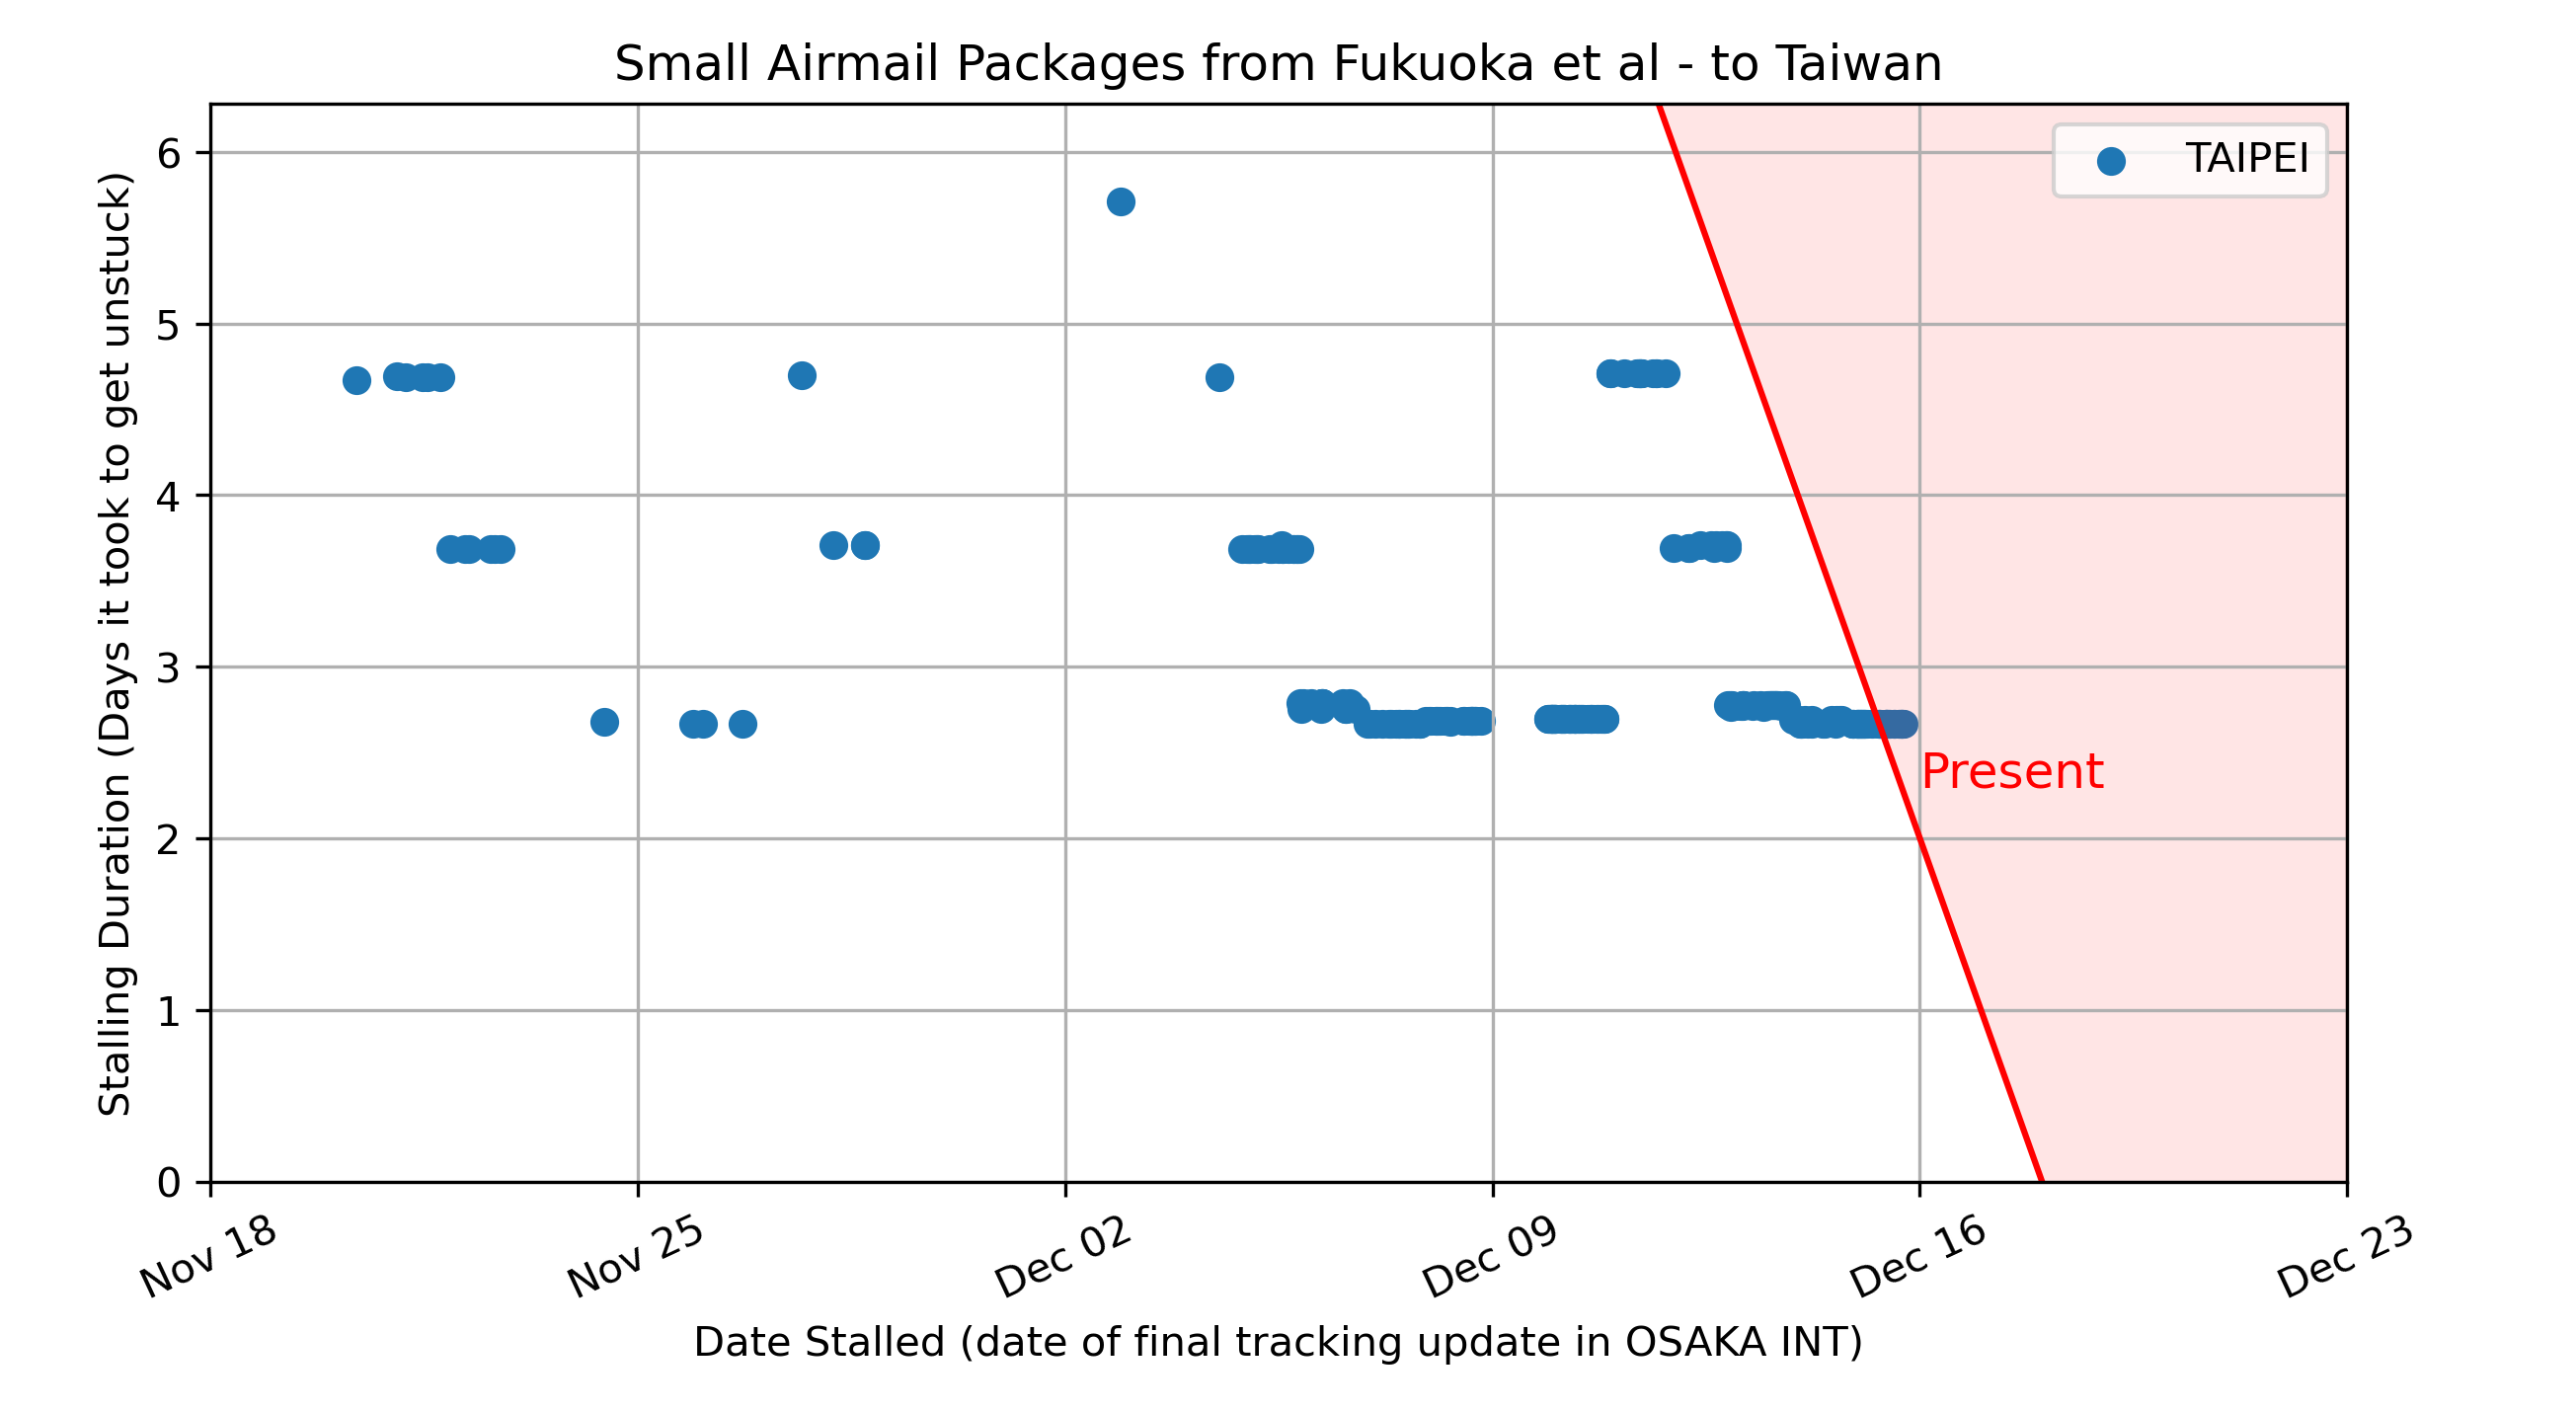 Small Airmail Packages from Fukuoka et al - to Taiwan
Stalling Duration (Days it took to get unstuck)
6
5
4
3
2
1
0
TAIPEI
Present
Nov 18
Nov 25
Dec 02
Dec 09
Dec 16
Dec 23
Date Stalled (date of final tracking update in OSAKA INT)